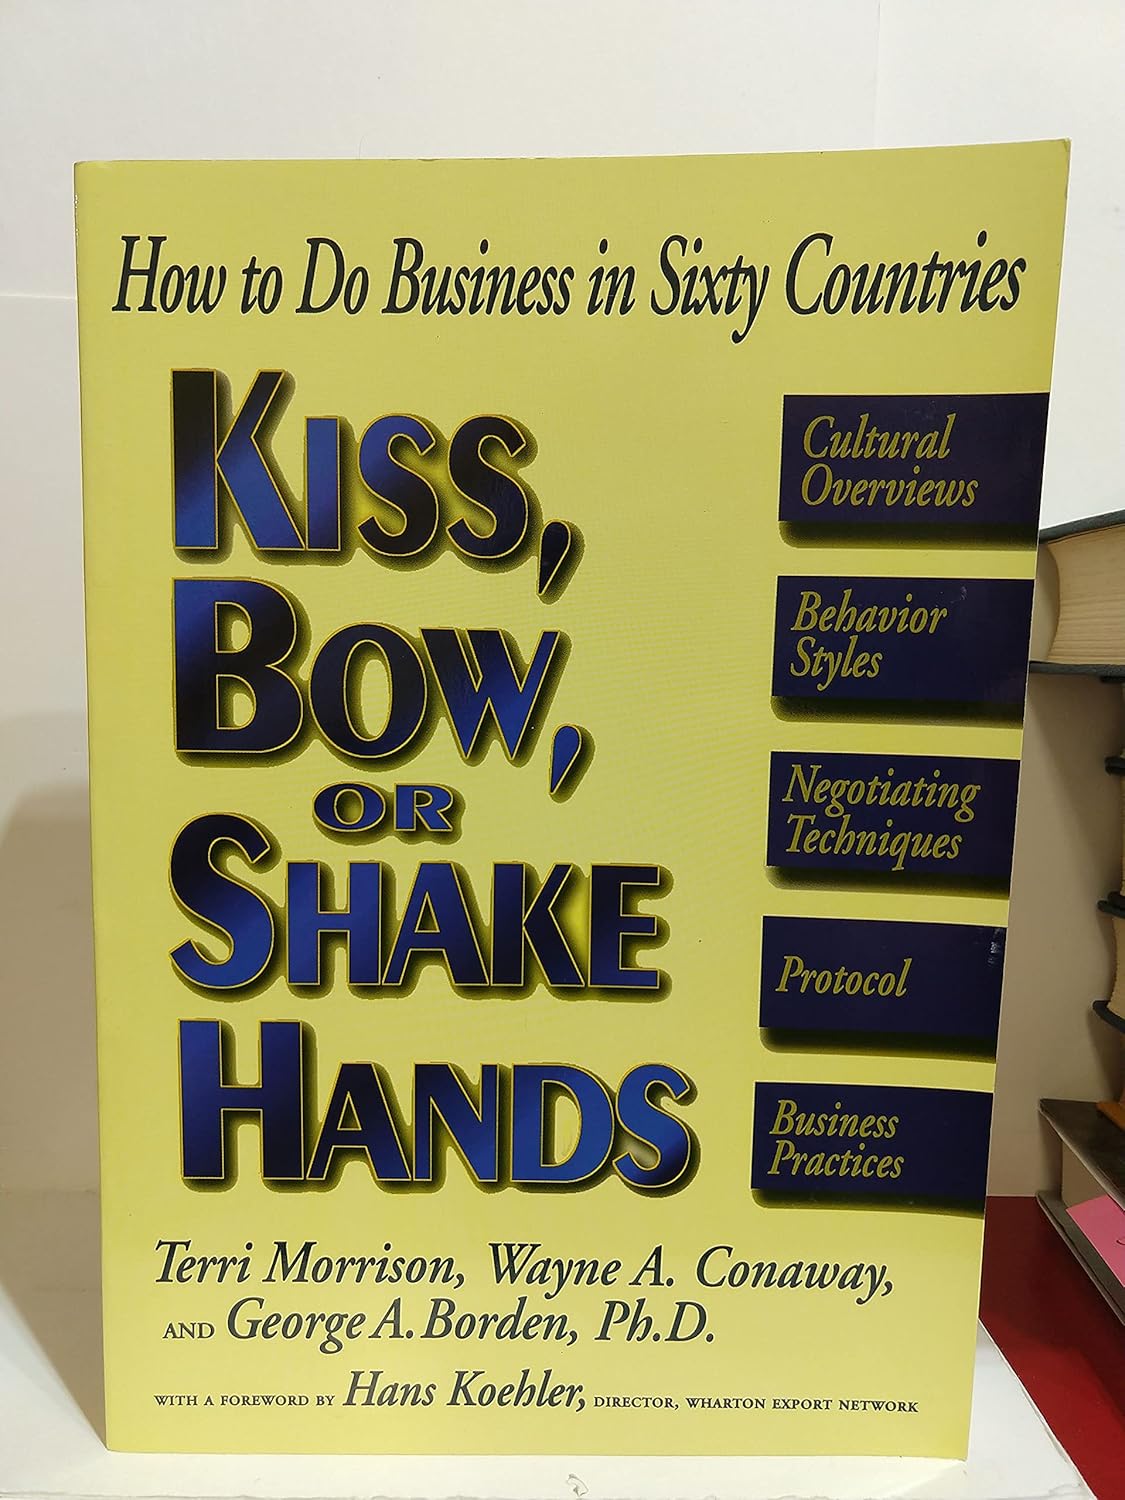 How to Do Business in Sixty Countries
KISS,
BOW,
OR
SHAKE
HANDS
Cultural
Overviews
Behavior
Styles
Negotiating
Techniques
Protocol
Business
Practices
Terri Morrison, Wayne A. Conaway,
AND George A. Borden, Ph.D.
WITH A FOREWORD BY Hans Koehler, DIRECTOR, WHARTON EXPORT NETWORK